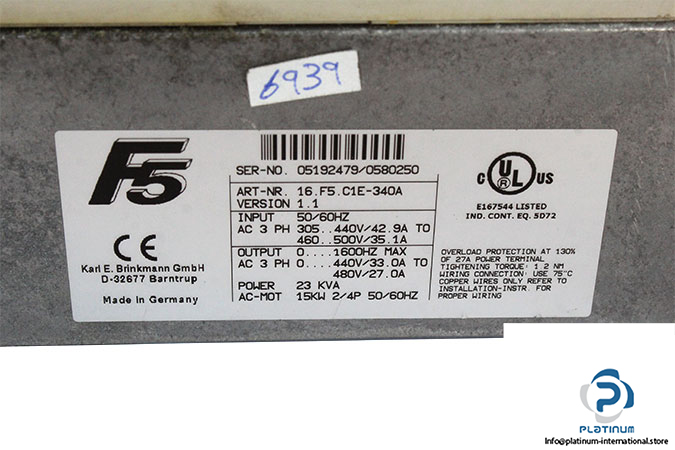 6939
F5
SER-NO. 05192479/0580250
ART-NR. 16.F5.C1E-340A
VERSION 1.1
INPUT 50/60HZ
AC 3 PH 305..440V/42.9A TO
460..500V/35.1A
OUTPUT 0....1600HZ MAX
AC 3 PH 0....440V/33.0A TO
480V/27.0A
POWER 23 KVA
AC-MOT 15KW 2/4P 50/60HZ
CE
Karl E. Brinkmann GmbH
D-32677 Barntrup
Made in Germany
C UL US
E167544 LISTED
IND. CONT. EQ. 5D72
OVERLOAD PROTECTION AT 130%
OF 27A POWER TERMINAL
TIGHTENING TORQUE: 1 2 NM
WIRING CONNECTION: USE 75°C
COPPER WIRES ONLY REFER TO
INSTALLATION-INSTR. FOR
PROPER WIRING
PLATINUM
info@platinum-international.store